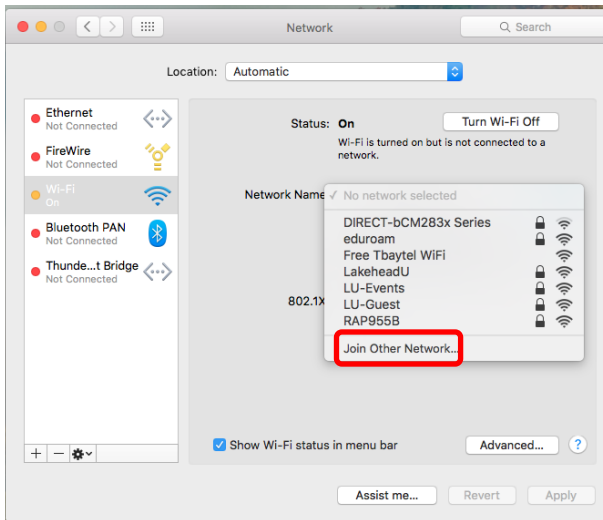 Network
Search
Location: Automatic
Ethernet
Not Connected
FireWire
Not Connected
Wi-Fi
On
Bluetooth PAN
Not Connected
Thunde...t Bridge
Not Connected
Status: On
Turn Wi-Fi Off
Wi-Fi is turned on but is not connected to a
network.
Network Name
✓ No network selected
DIRECT-bCM283x Series
eduroam
Free Tbaytel WiFi
LakeheadU
LU-Events
LU-Guest
RAP955B
Join Other Network...
802.1X
Show Wi-Fi status in menu bar
Advanced...
?
+ −
Assist me...
Revert
Apply